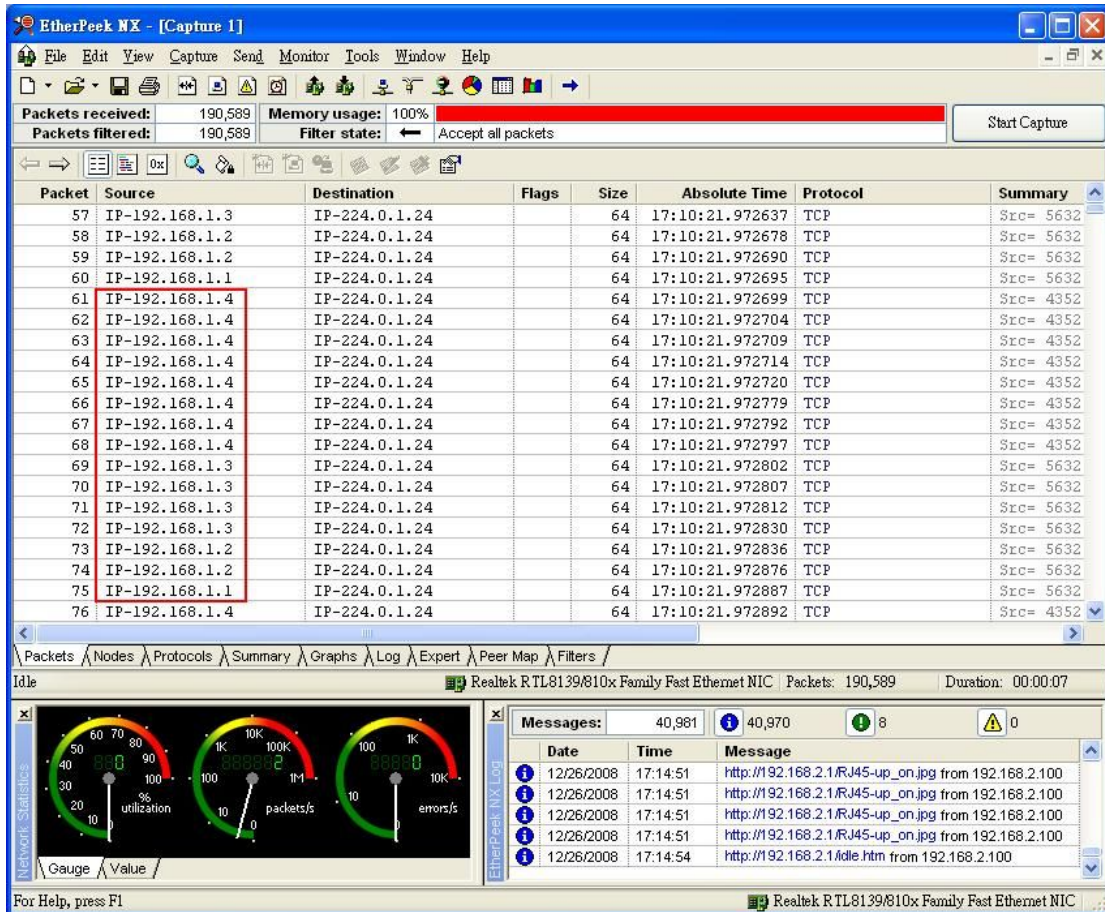 EtherPeek NX - [Capture 1]
File Edit View Capture Send Monitor Tools Window Help
Packets received: 190,589 Memory usage: 100%
Packets filtered: 190,589 Filter state: Accept all packets
Start Capture
Packet Source Destination Flags Size Absolute Time Protocol Summary
57 IP-192.168.1.3 IP-224.0.1.24 64 17:10:21.972637 TCP Src= 5632
58 IP-192.168.1.2 IP-224.0.1.24 64 17:10:21.972678 TCP Src= 5632
59 IP-192.168.1.2 IP-224.0.1.24 64 17:10:21.972690 TCP Src= 5632
60 IP-192.168.1.1 IP-224.0.1.24 64 17:10:21.972695 TCP Src= 5632
61 IP-192.168.1.4 IP-224.0.1.24 64 17:10:21.972699 TCP Src= 4352
62 IP-192.168.1.4 IP-224.0.1.24 64 17:10:21.972704 TCP Src= 4352
63 IP-192.168.1.4 IP-224.0.1.24 64 17:10:21.972709 TCP Src= 4352
64 IP-192.168.1.4 IP-224.0.1.24 64 17:10:21.972714 TCP Src= 4352
65 IP-192.168.1.4 IP-224.0.1.24 64 17:10:21.972720 TCP Src= 4352
66 IP-192.168.1.4 IP-224.0.1.24 64 17:10:21.972779 TCP Src= 4352
67 IP-192.168.1.4 IP-224.0.1.24 64 17:10:21.972792 TCP Src= 4352
68 IP-192.168.1.4 IP-224.0.1.24 64 17:10:21.972797 TCP Src= 4352
69 IP-192.168.1.3 IP-224.0.1.24 64 17:10:21.972802 TCP Src= 5632
70 IP-192.168.1.3 IP-224.0.1.24 64 17:10:21.972807 TCP Src= 5632
71 IP-192.168.1.3 IP-224.0.1.24 64 17:10:21.972812 TCP Src= 5632
72 IP-192.168.1.3 IP-224.0.1.24 64 17:10:21.972830 TCP Src= 5632
73 IP-192.168.1.2 IP-224.0.1.24 64 17:10:21.972836 TCP Src= 5632
74 IP-192.168.1.2 IP-224.0.1.24 64 17:10:21.972876 TCP Src= 5632
75 IP-192.168.1.1 IP-224.0.1.24 64 17:10:21.972887 TCP Src= 5632
76 IP-192.168.1.4 IP-224.0.1.24 64 17:10:21.972892 TCP Src= 4352
Packets Nodes Protocols Summary Graphs Log Expert Peer Map Filters
Idle Realtek RTL8139/810x Family Fast Ethernet NIC Packets: 190,589 Duration: 00:00:07
Network Statistics
0 10 20 30 40 50 60 70 80 90 100
% utilization
0 10 100 1K 10K 100K 1M
packets/s
0 10 100 1K 10K
errors/s
Gauge Value
EtherPeek NX Log
Messages: 40,981 40,970 8 0
Date Time Message
12/26/2008 17:14:51 http://192.168.2.1/RJ45-up_on.jpg from 192.168.2.100
12/26/2008 17:14:51 http://192.168.2.1/RJ45-up_on.jpg from 192.168.2.100
12/26/2008 17:14:51 http://192.168.2.1/RJ45-up_on.jpg from 192.168.2.100
12/26/2008 17:14:51 http://192.168.2.1/RJ45-up_on.jpg from 192.168.2.100
12/26/2008 17:14:54 http://192.168.2.1/idle.htm from 192.168.2.100
For Help, press F1 Realtek RTL8139/810x Family Fast Ethernet NIC